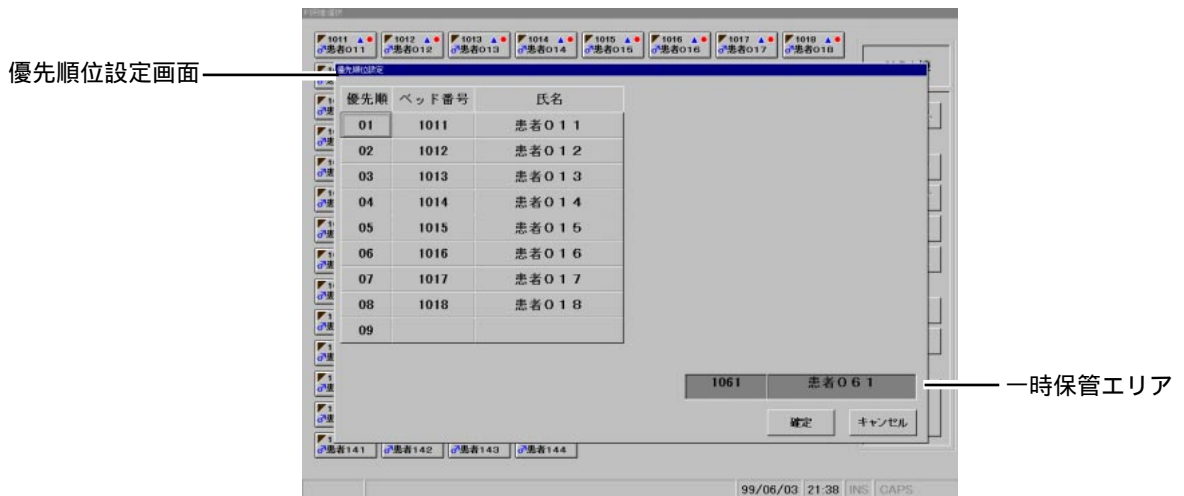 1011 ▲ ● 1012 ▲ ● 1013 ▲ ● 1014 ▲ ● 1015 ▲ ● 1016 ▲ ● 1017 ▲ ● 1018 ▲ ●
♂患者011 ♂患者012 ♂患者013 ♂患者014 ♂患者015 ♂患者016 ♂患者017 ♂患者018
優先順位設定画面
優先順位設定
優先順 ベッド番号 氏名
01 1011 患者011
02 1012 患者012
03 1013 患者013
04 1014 患者014
05 1015 患者015
06 1016 患者016
07 1017 患者017
08 1018 患者018
09
1061 患者061
一時保管エリア
確定 キャンセル
♂患者141 ♂患者142 ♂患者143 ♂患者144
99/06/03 21:38 INS CAPS